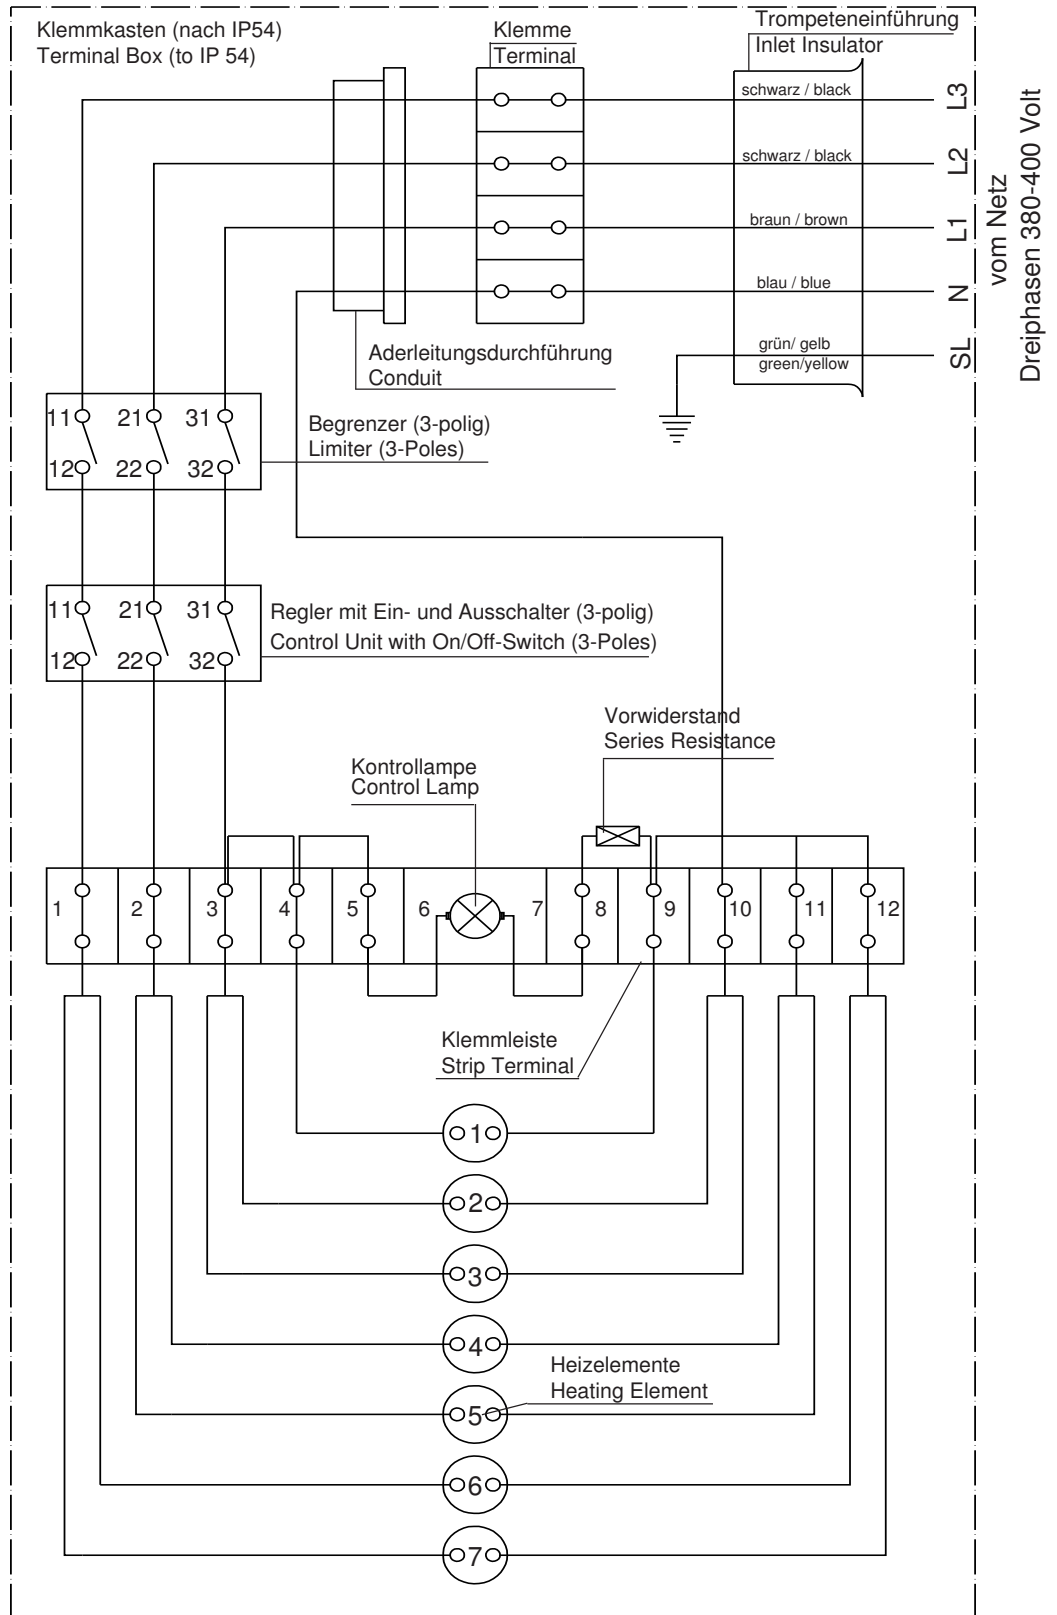 Klemmkasten (nach IP54)
Terminal Box (to IP 54)
Klemme
Terminal
Trompeteneinführung
Inlet Insulator
schwarz / black
L3
schwarz / black
L2
braun / brown
L1
blau / blue
N
grün/ gelb
green/yellow
SL
vom Netz
Dreiphasen 380-400 Volt
Aderleitungsdurchführung
Conduit
11 21 31
12 22 32
Begrenzer (3-polig)
Limiter (3-Poles)
11 21 31
12 22 32
Regler mit Ein- und Ausschalter (3-polig)
Control Unit with On/Off-Switch (3-Poles)
Vorwiderstand
Series Resistance
Kontrollampe
Control Lamp
1 2 3 4 5 6 7 8 9 10 11 12
Klemmleiste
Strip Terminal
1
2
3
4
Heizelemente
Heating Element
5
6
7